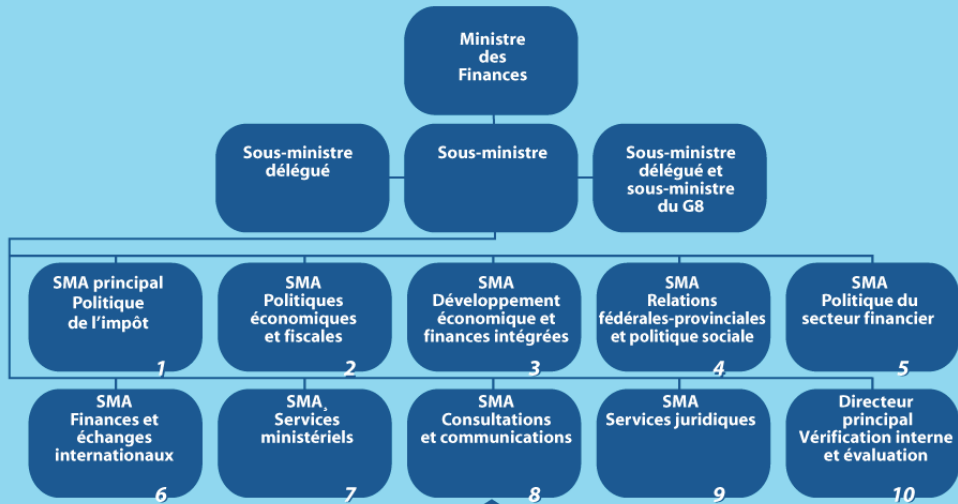 Ministre
des
Finances
Sous-ministre
délégué
Sous-ministre
Sous-ministre
délégué et
sous-ministre
du G8
SMA principal
Politique
de l'impôt
1
SMA
Politiques
économiques
et fiscales
2
SMA
Développement
économique et
finances intégrées
3
SMA
Relations
fédérales-provinciales
et politique sociale
4
SMA
Politique du
secteur financier
5
SMA
Finances et
échanges
internationaux
6
SMA¸
Services
ministériels
7
SMA
Consultations
et communications
8
SMA
Services juridiques
9
Directeur
principal
Vérification interne
et évaluation
10